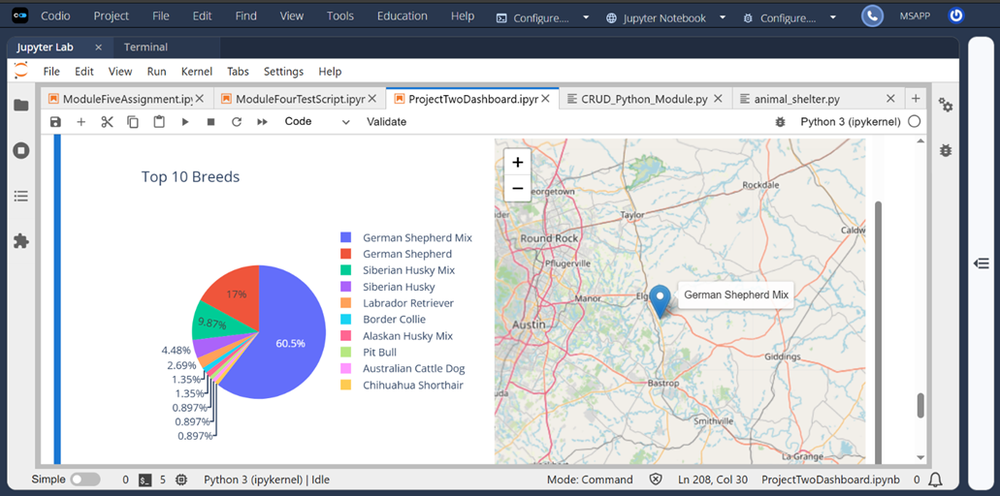 Codio Project File Edit Find View Tools Education Help Configure.... Jupyter Notebook Configure.... MSAPP
Jupyter Lab Terminal
File Edit View Run Kernel Tabs Settings Help
ModuleFiveAssignment.ipy ModuleFourTestScript.ipynr ProjectTwoDashboard.ipyr CRUD_Python_Module.py animal_shelter.py
Code Validate Python 3 (ipykernel)
Top 10 Breeds
German Shepherd Mix
German Shepherd
Siberian Husky Mix
Siberian Husky
Labrador Retriever
Border Collie
Alaskan Husky Mix
Pit Bull
Australian Cattle Dog
Chihuahua Shorthair
17%
9.87%
60.5%
4.48%
2.69%
1.35%
1.35%
0.897%
0.897%
0.897%
+
−
eorgetown
Rockdale
Taylor
der
Caldw
Round Rock
Pflugerville
German Shepherd Mix
Manor
Elg
Austin
Giddings
Bastrop
uda
Smithville
La Grange
Simple 0 5 Python 3 (ipykernel) | Idle Mode: Command Ln 208, Col 30 ProjectTwoDashboard.ipynb 0